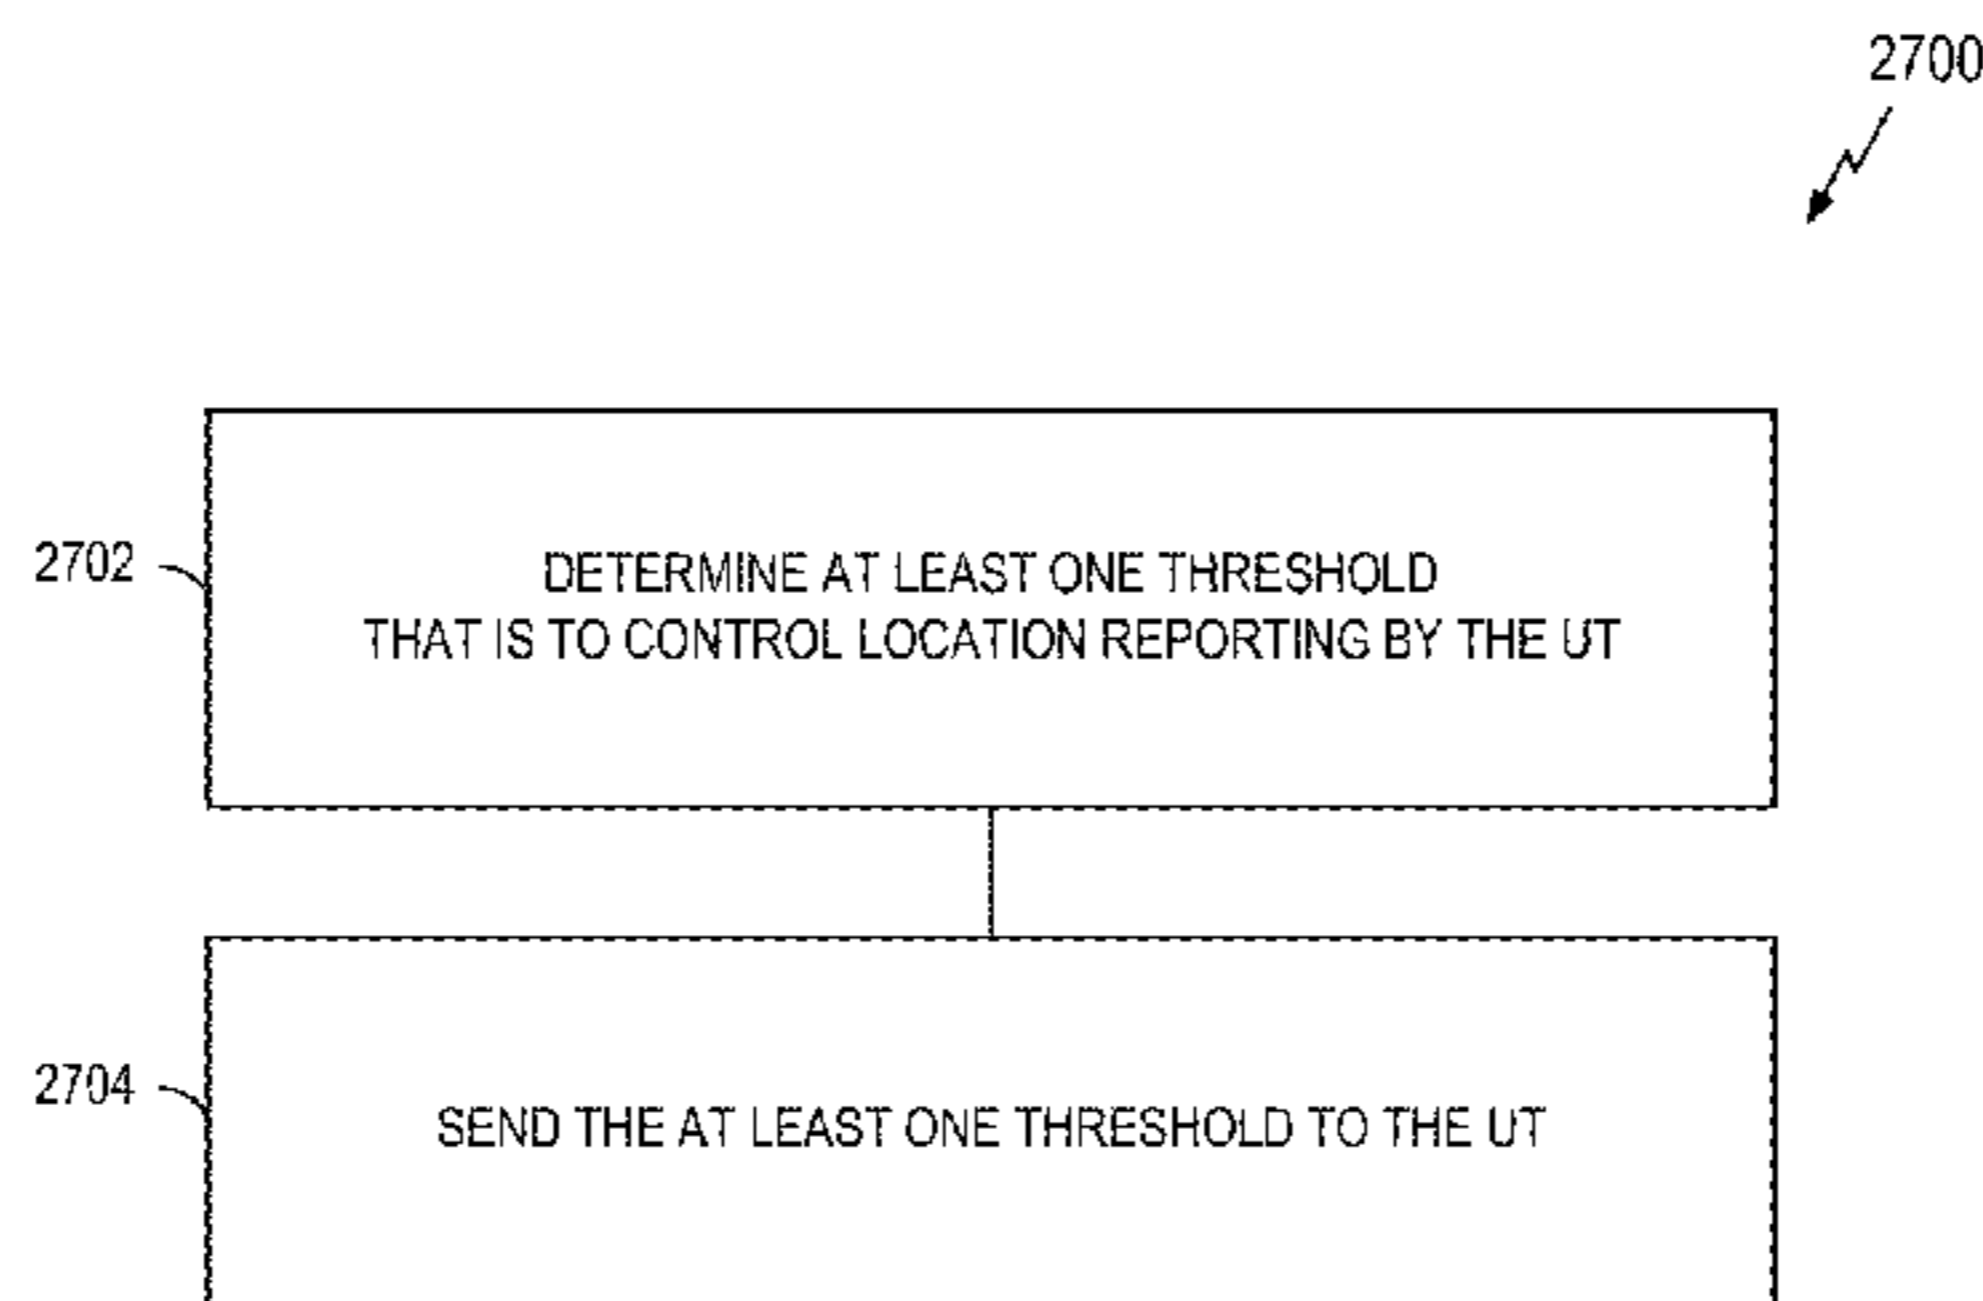 2700
2702
DETERMINE AT LEAST ONE THRESHOLD
THAT IS TO CONTROL LOCATION REPORTING BY THE UT
2704
SEND THE AT LEAST ONE THRESHOLD TO THE UT